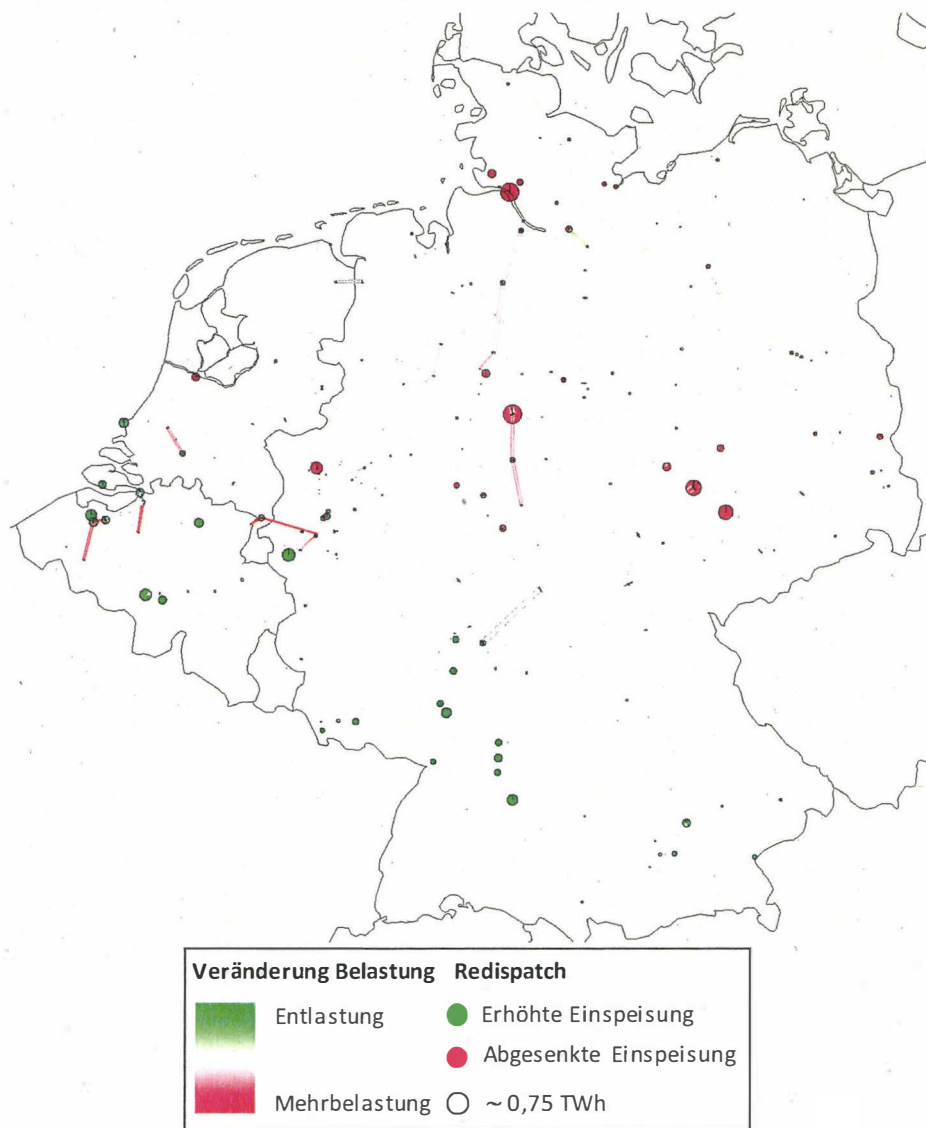 Veränderung Belastung Redispatch
Entlastung Erhöhte Einspeisung
Abgesenkte Einspeisung
Mehrbelastung ~ 0,75 TWh